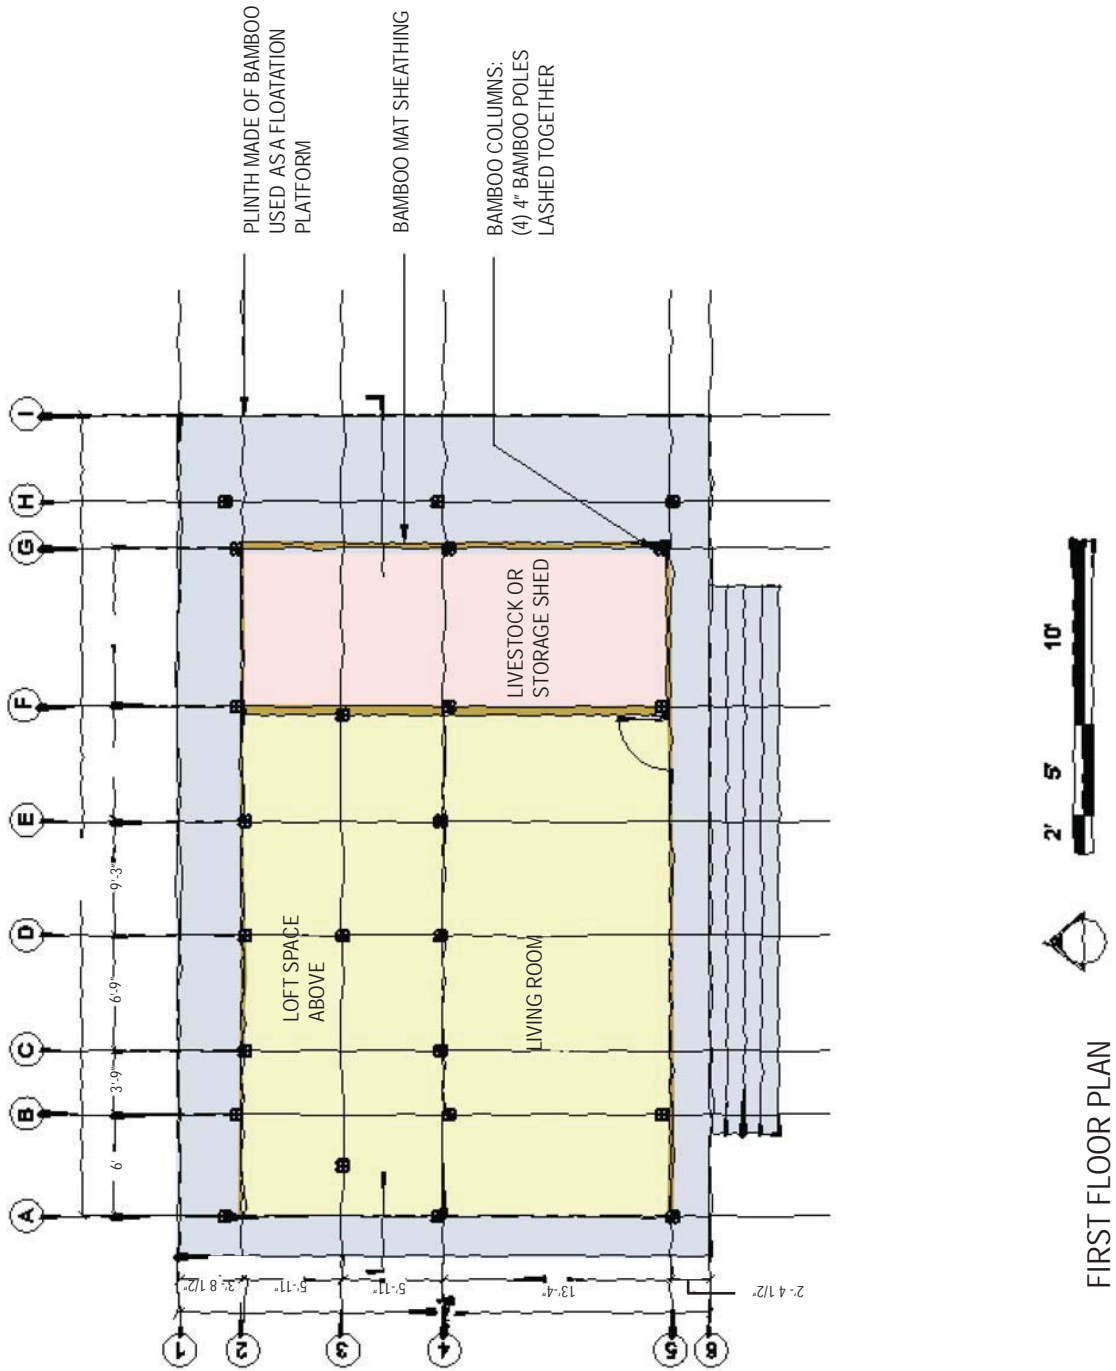 I
H
G
F
E
D
C
B
A
9'-3"
6'-9"
3'-9"
6'
PLINTH MADE OF BAMBOO
USED AS A FLOATATION
PLATFORM
BAMBOO MAT SHEATHING
BAMBOO COLUMNS:
(4) 4" BAMBOO POLES
LASHED TOGETHER
LIVESTOCK OR
STORAGE SHED
LOFT SPACE
ABOVE
LIVING ROOM
3'- 8 1/2"
5'-11"
5'-11"
13'-4"
2'- 4 1/2"
1
2
3
4
5
6
2'
5'
10'
FIRST FLOOR PLAN